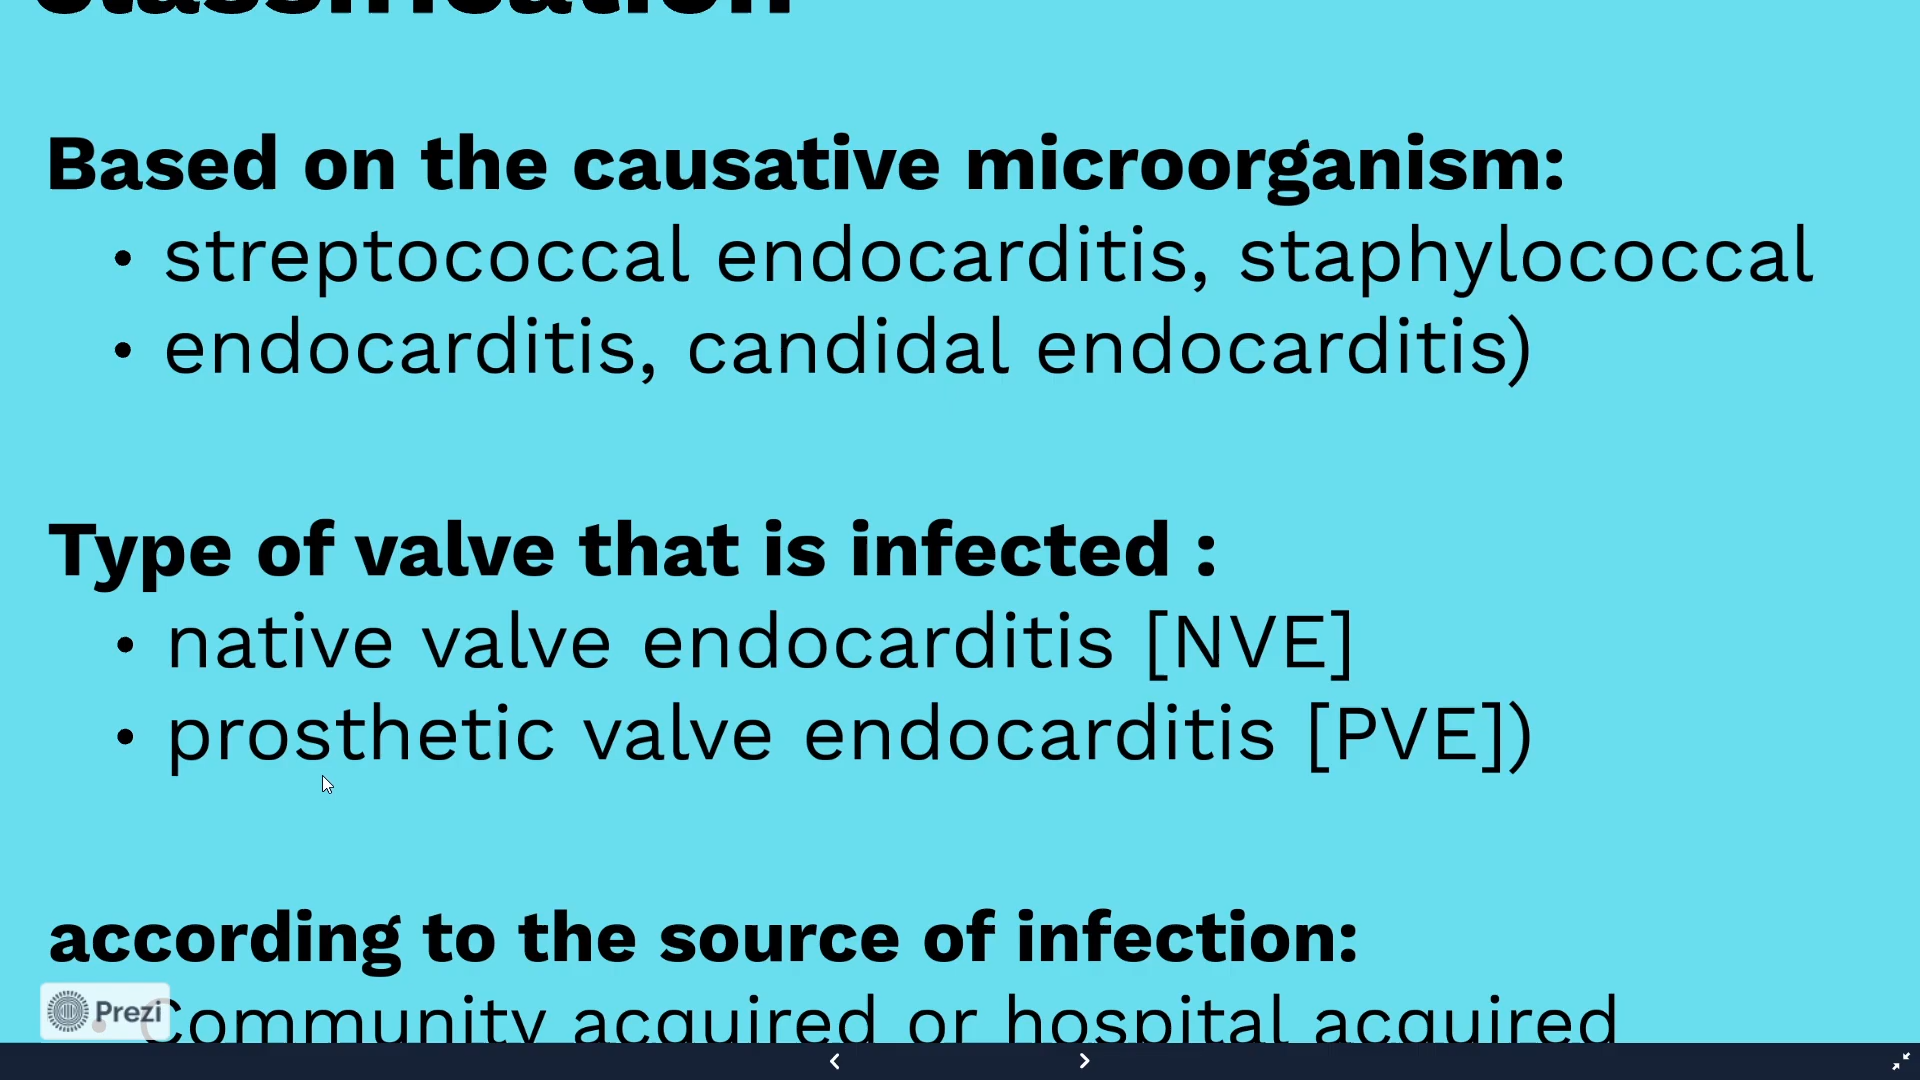 classification
Based on the causative microorganism:
• streptococcal endocarditis, staphylococcal
• endocarditis, candidal endocarditis)
Type of valve that is infected :
• native valve endocarditis [NVE]
• prosthetic valve endocarditis [PVE])
according to the source of infection:
• Community acquired or hospital acquired
Prezi